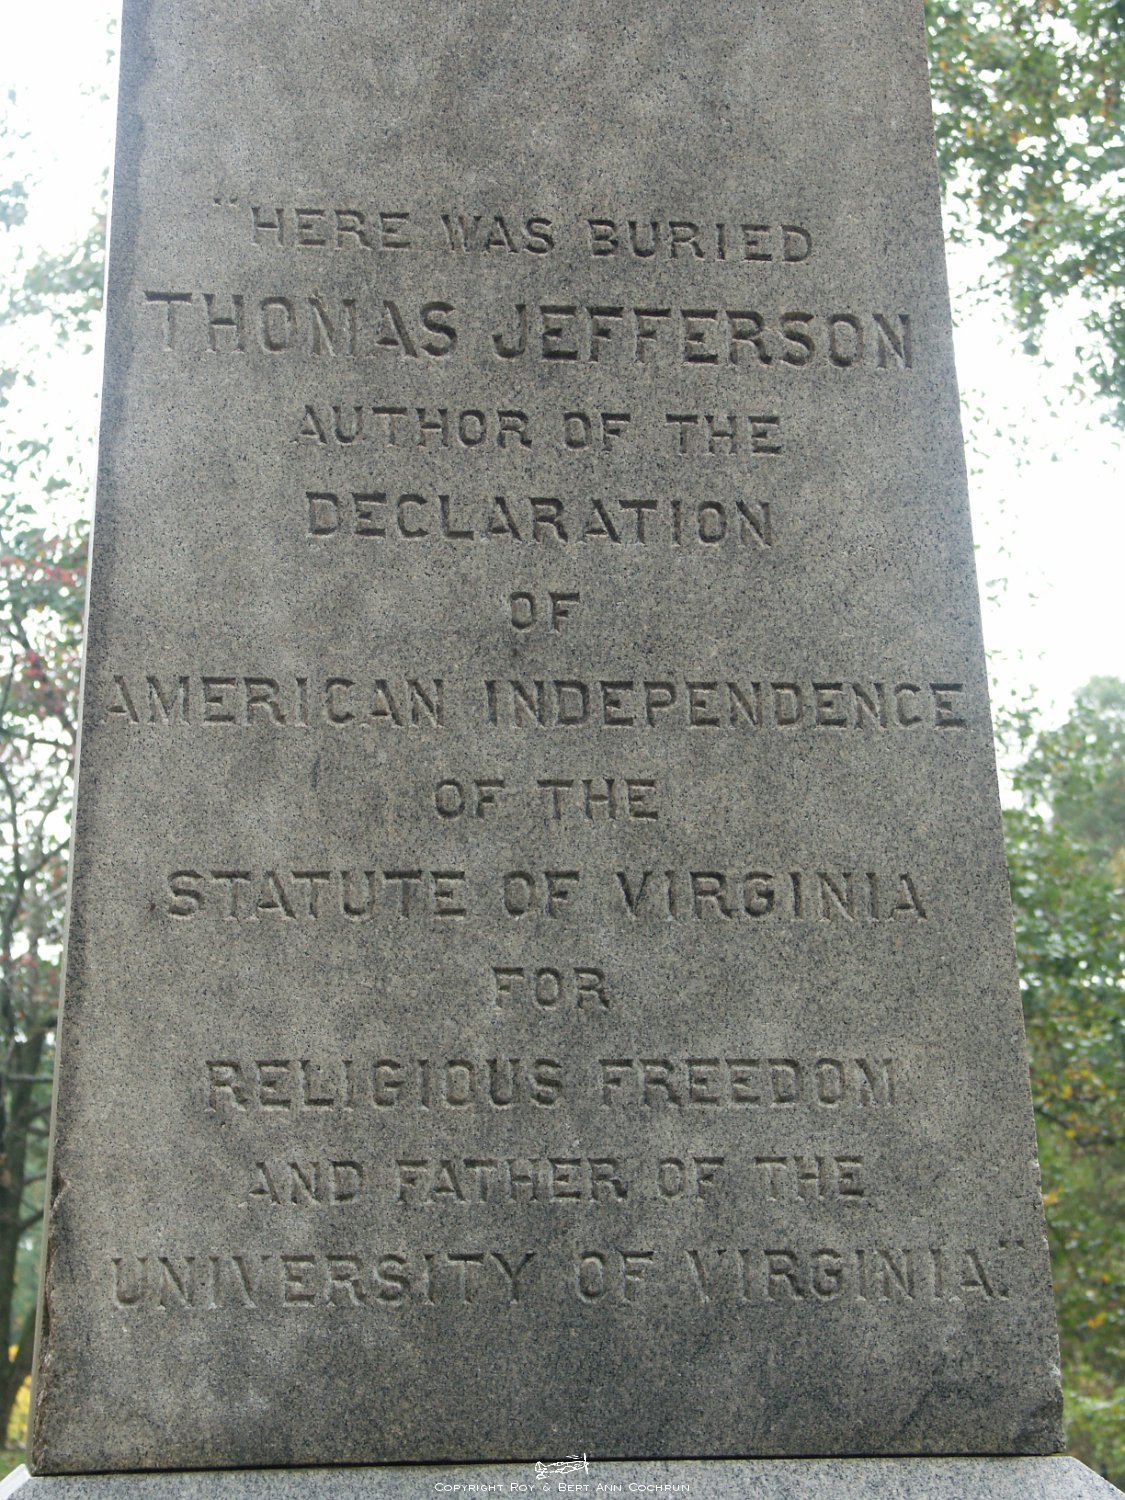 "HERE WAS BURIED
THOMAS JEFFERSON
AUTHOR OF THE
DECLARATION
OF
AMERICAN INDEPENDENCE
OF THE
STATUTE OF VIRGINIA
FOR
RELIGIOUS FREEDOM
AND FATHER OF THE
UNIVERSITY OF VIRGINIA."
COPYRIGHT ROY & BERT ANN COCHRUN